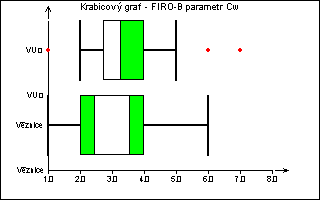 Krabicový graf - FIRO-B parametr Cw
VÚO
VÚO
Věznice
Věznice
1.0 2.0 3.0 4.0 5.0 6.0 7.0 8.0